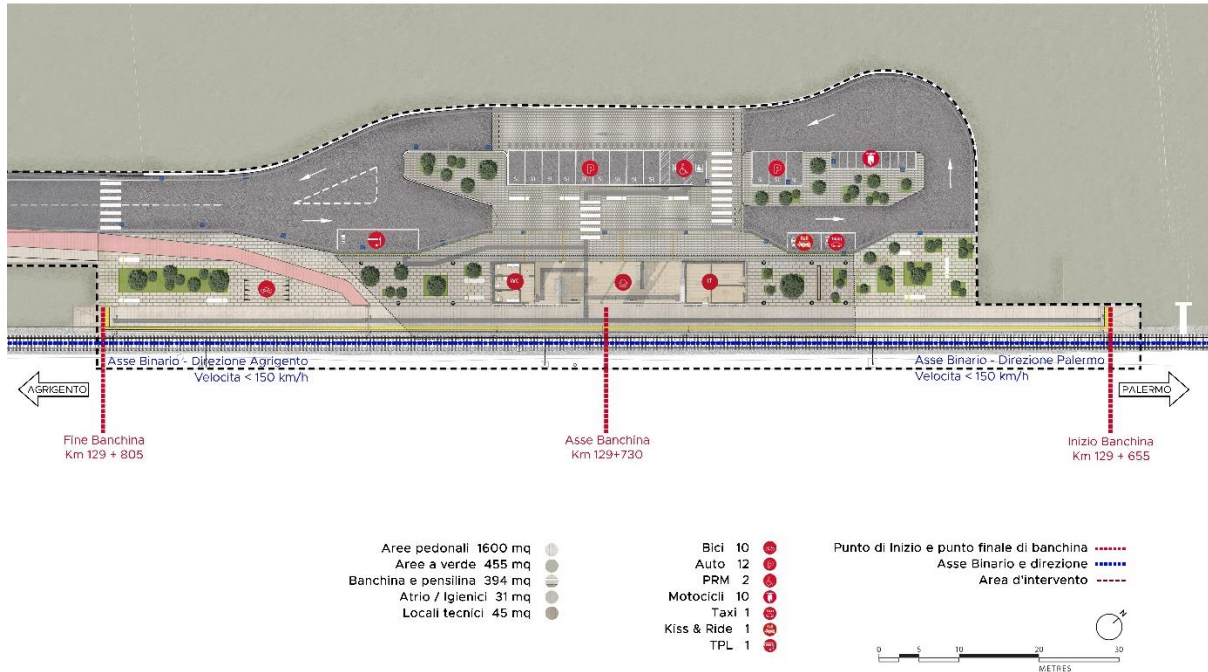 WC
IT
Asse Binario - Direzione Agrigento
Velocita < 150 km/h
Asse Binario - Direzione Palermo
Velocita < 150 km/h
AGRIGENTO
PALERMO
Fine Banchina
Km 129 + 805
Asse Banchina
Km 129+730
Inizio Banchina
Km 129 + 655
Aree pedonali 1600 mq
Aree a verde 455 mq
Banchina e pensilina 394 mq
Atrio / Igienici 31 mq
Locali tecnici 45 mq
Bici 10
Auto 12
PRM 2
Motocicli 10
Taxi 1
Kiss & Ride 1
TPL 1
Punto di Inizio e punto finale di banchina
Asse Binario e direzione
Area d'intervento
N
0 5 10 20 30
METRES